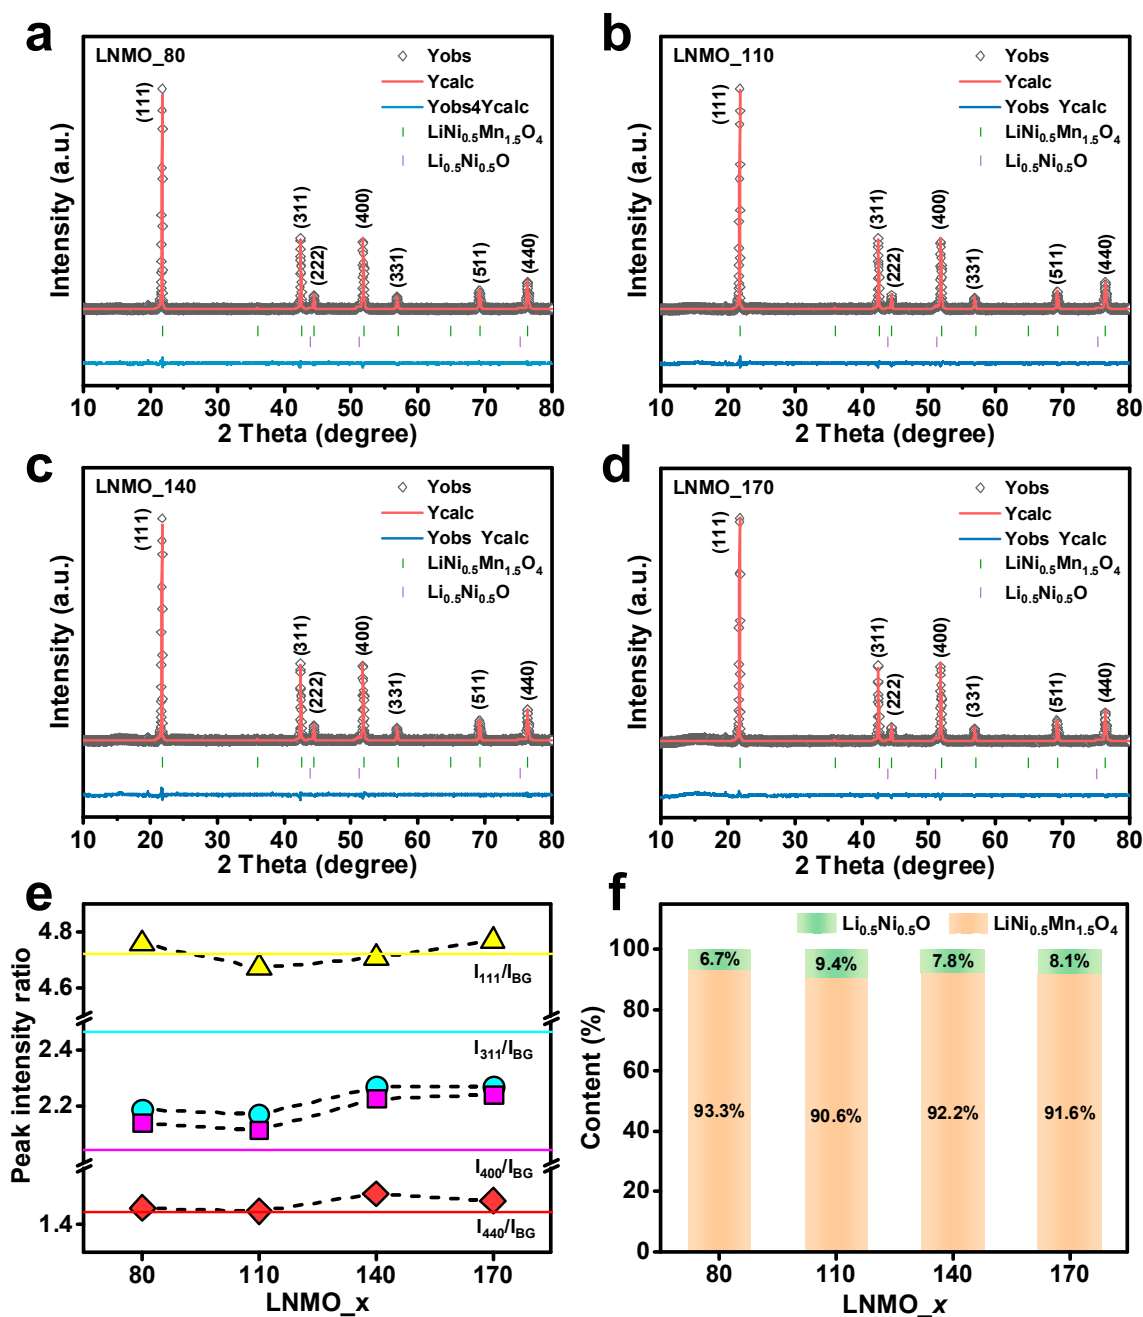 a
LNMO_80
Intensity (a.u.)
(111)
(311)
(222)
(400)
(331)
(511)
(440)
Yobs
Ycalc
Yobs4Ycalc
LiNi0.5Mn1.5O4
Li0.5Ni0.5O
10 20 30 40 50 60 70 80
2 Theta (degree)
b
LNMO_110
Intensity (a.u.)
(111)
(311)
(222)
(400)
(331)
(511)
(440)
Yobs
Ycalc
Yobs Ycalc
LiNi0.5Mn1.5O4
Li0.5Ni0.5O
10 20 30 40 50 60 70 80
2 Theta (degree)
c
LNMO_140
Intensity (a.u.)
(111)
(311)
(222)
(400)
(331)
(511)
(440)
Yobs
Ycalc
Yobs Ycalc
LiNi0.5Mn1.5O4
Li0.5Ni0.5O
10 20 30 40 50 60 70 80
2 Theta (degree)
d
LNMO_170
Intensity (a.u.)
(111)
(311)
(222)
(400)
(331)
(511)
(440)
Yobs
Ycalc
Yobs Ycalc
LiNi0.5Mn1.5O4
Li0.5Ni0.5O
10 20 30 40 50 60 70 80
2 Theta (degree)
e
Peak intensity ratio
4.8
4.6
2.4
2.2
1.4
I111/IBG
I311/IBG
I400/IBG
I440/IBG
80 110 140 170
LNMO_x
f
Content (%)
Li0.5Ni0.5O
LiNi0.5Mn1.5O4
100
80
60
40
20
0
6.7% 9.4% 7.8% 8.1%
93.3% 90.6% 92.2% 91.6%
80 110 140 170
LNMO_x